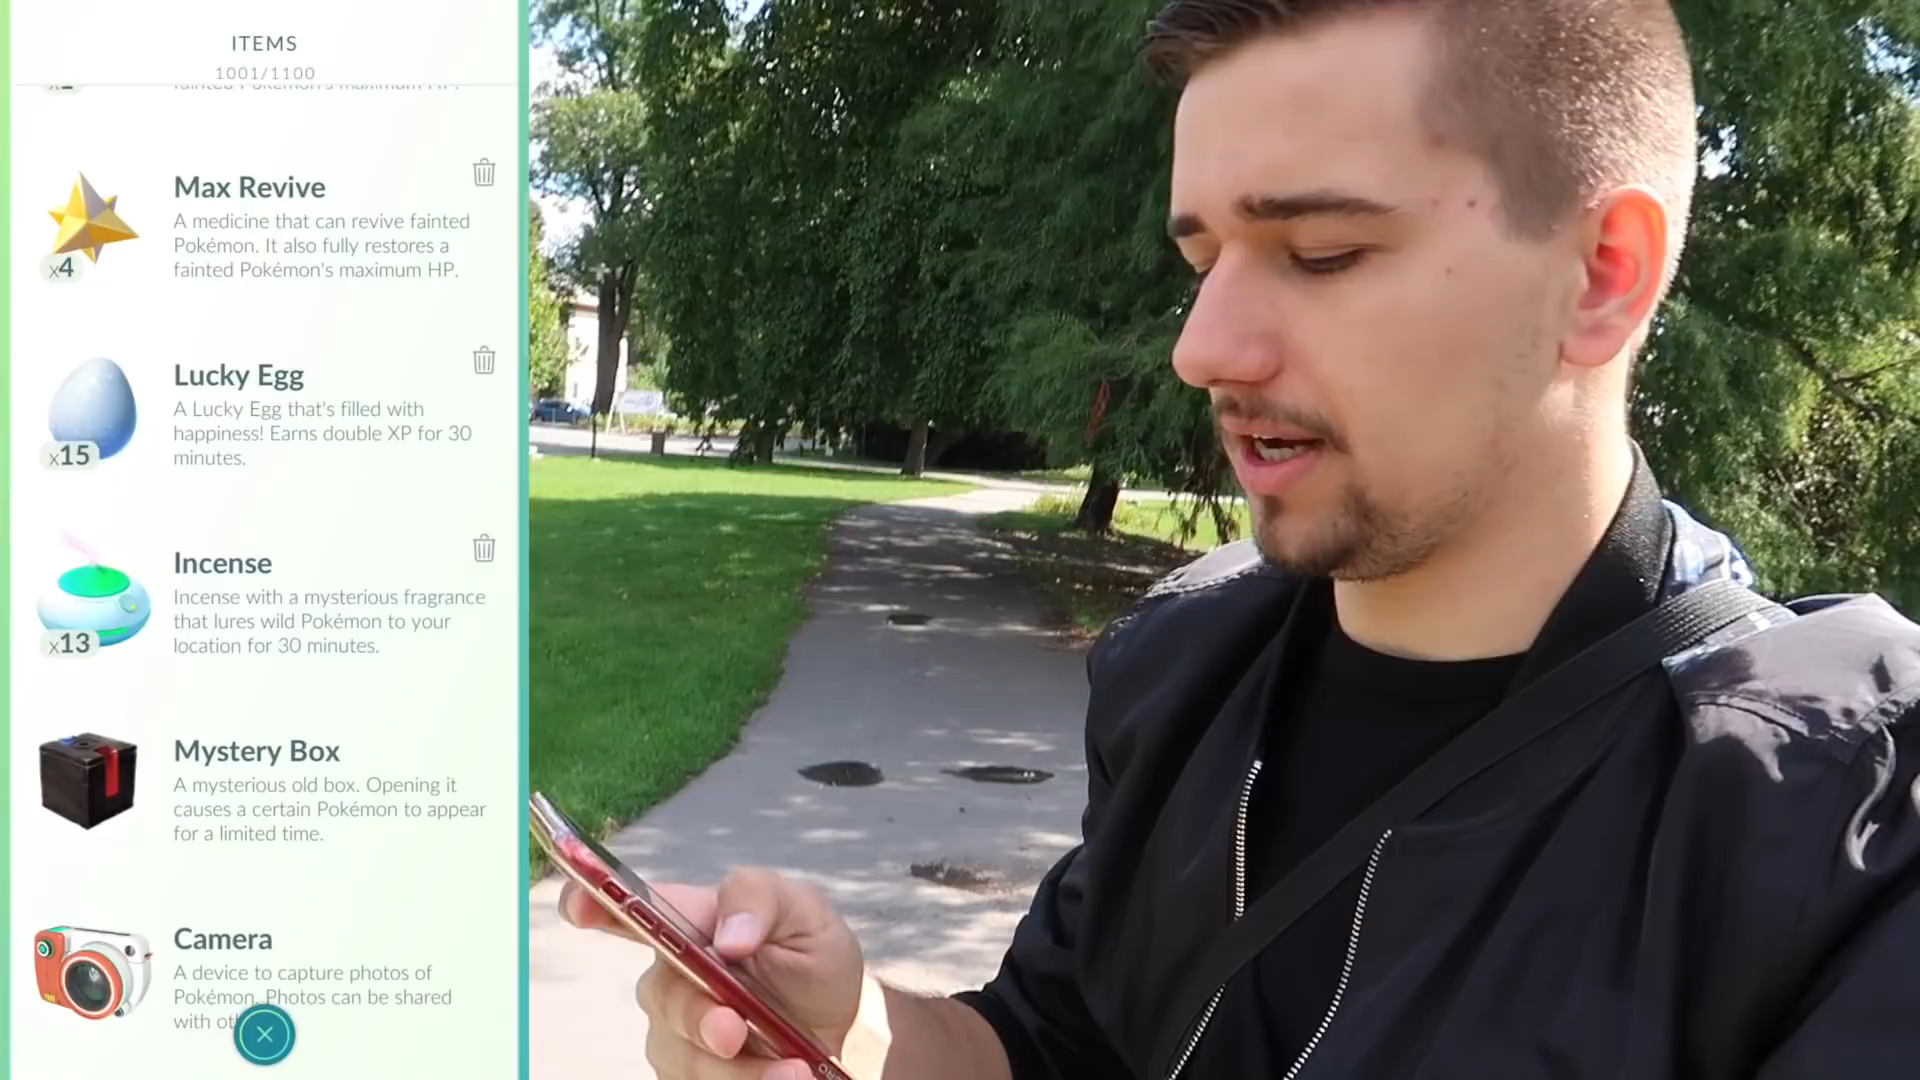 ITEMS
1001/1100
fainted Pokémon's maximum HP.
Max Revive
A medicine that can revive fainted
Pokémon. It also fully restores a
fainted Pokémon's maximum HP.
x4
Lucky Egg
A Lucky Egg that's filled with
happiness! Earns double XP for 30
minutes.
x15
Incense
Incense with a mysterious fragrance
that lures wild Pokémon to your
location for 30 minutes.
x13
Mystery Box
A mysterious old box. Opening it
causes a certain Pokémon to appear
for a limited time.
Camera
A device to capture photos of
Pokémon. Photos can be shared
with